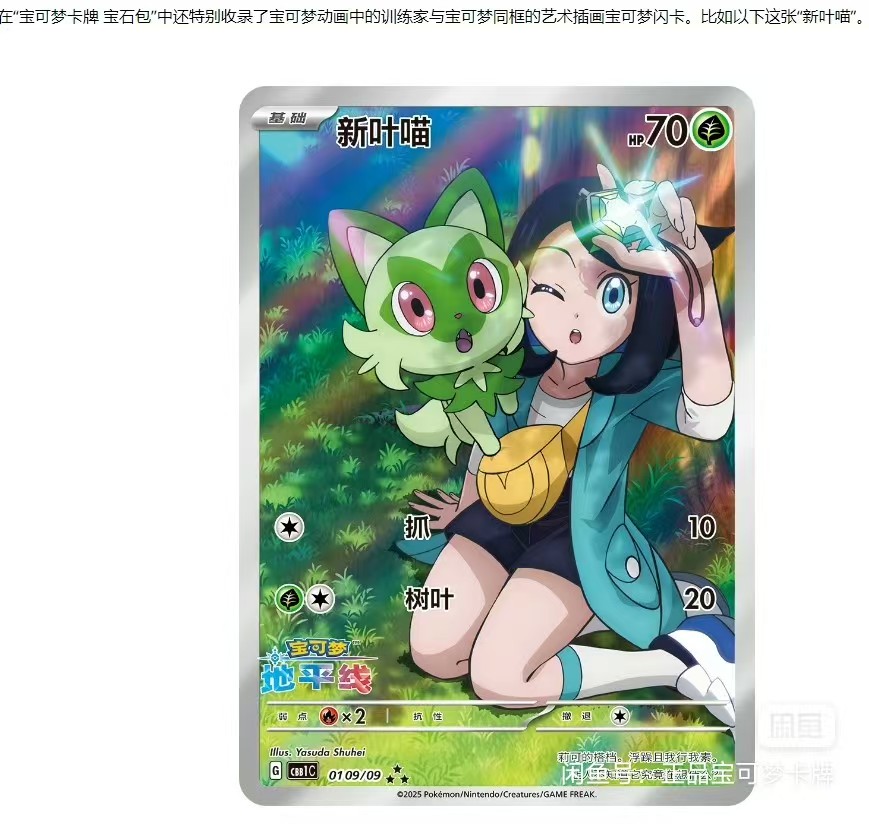 在“宝可梦卡牌 宝石包”中还特别收录了宝可梦动画中的训练家与宝可梦同框的艺术插画宝可梦闪卡。比如以下这张“新叶喵”。
基础
新叶喵
HP70
抓 10
树叶 20
宝可梦
地平线
弱点 ×2 抗性 撤退
Illus. Yasuda Shuhei
莉可的搭档。浮躁且我行我素。
G CBB1C 0109/09
©2025 Pokémon/Nintendo/Creatures/GAME FREAK.
闲鱼
闲鱼号：正品宝可梦卡牌